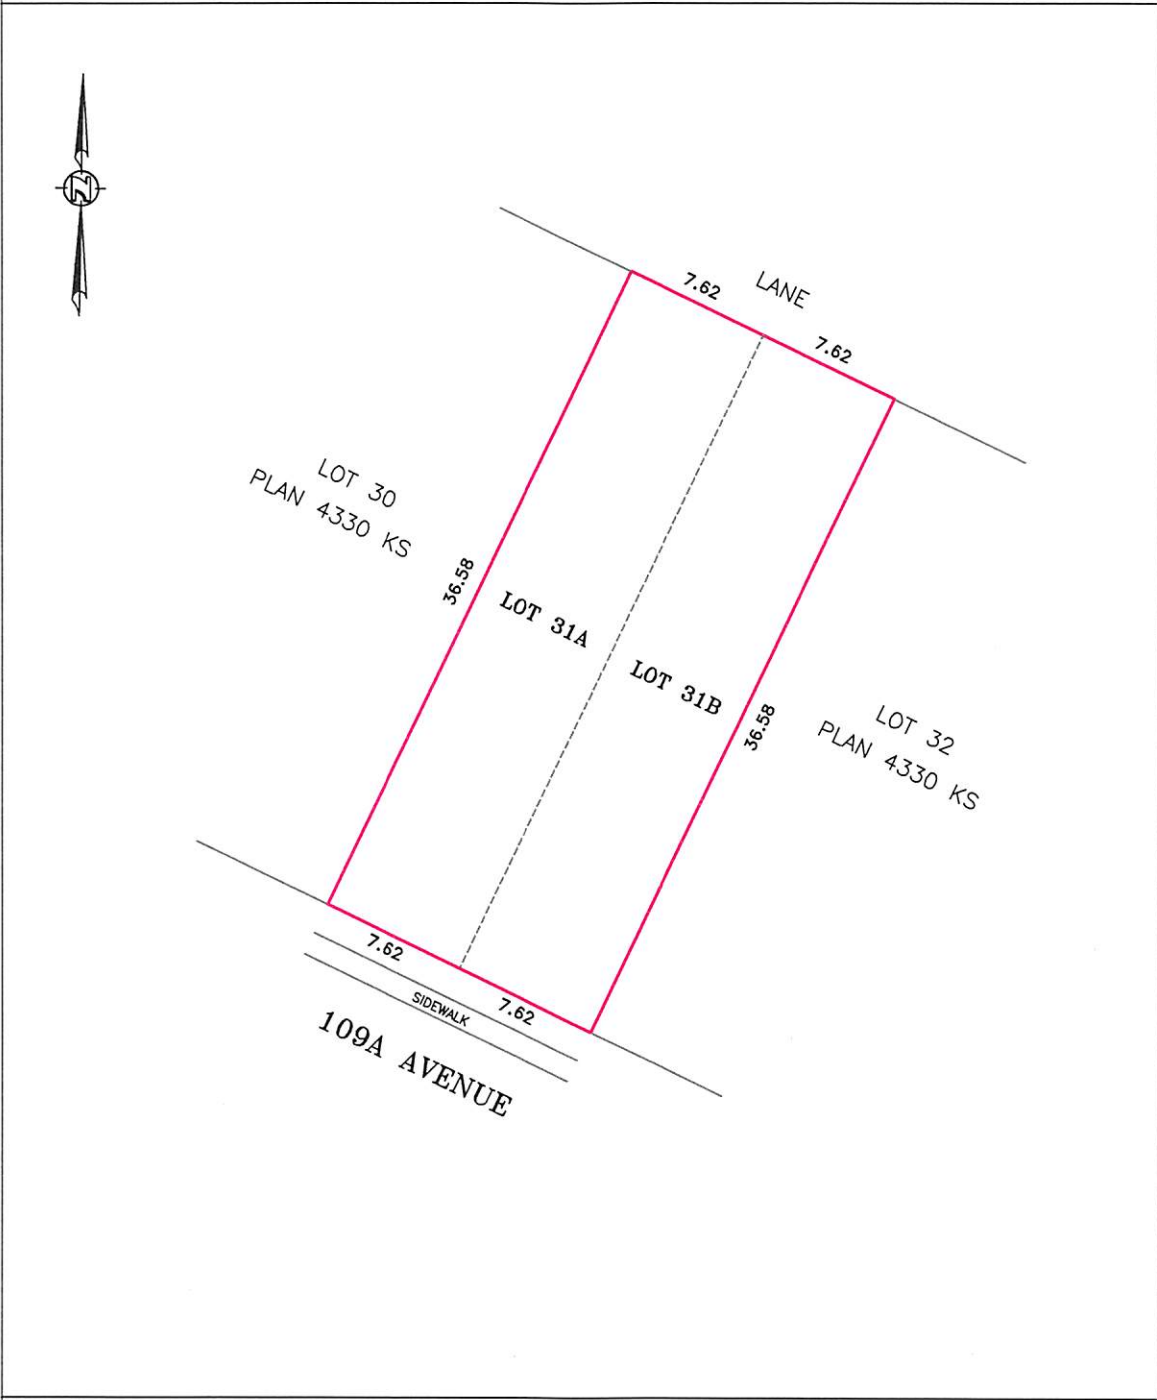 N
7.62
LANE
7.62
LOT 30
PLAN 4330 KS
36.58
LOT 31A
LOT 31B
36.58
LOT 32
PLAN 4330 KS
7.62
7.62
SIDEWALK
109A AVENUE